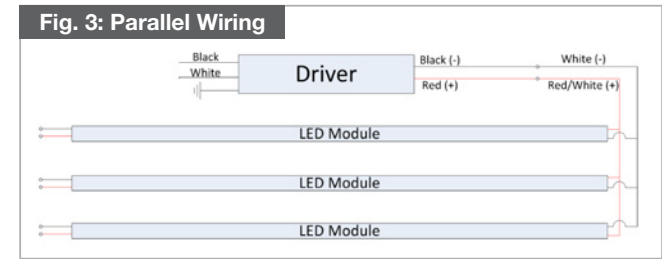 Fig. 3: Parallel Wiring
Black
White
Driver
Black (-)
Red (+)
White (-)
Red/White (+)
LED Module
LED Module
LED Module